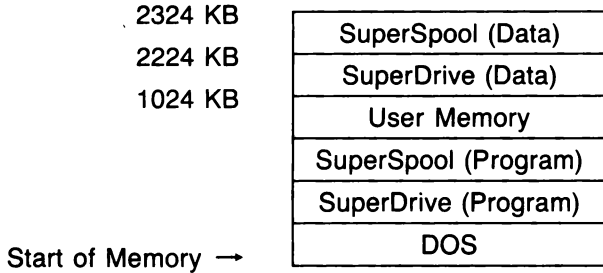 2324 KB
SuperSpool (Data)
2224 KB
SuperDrive (Data)
1024 KB
User Memory
SuperSpool (Program)
SuperDrive (Program)
Start of Memory →
DOS